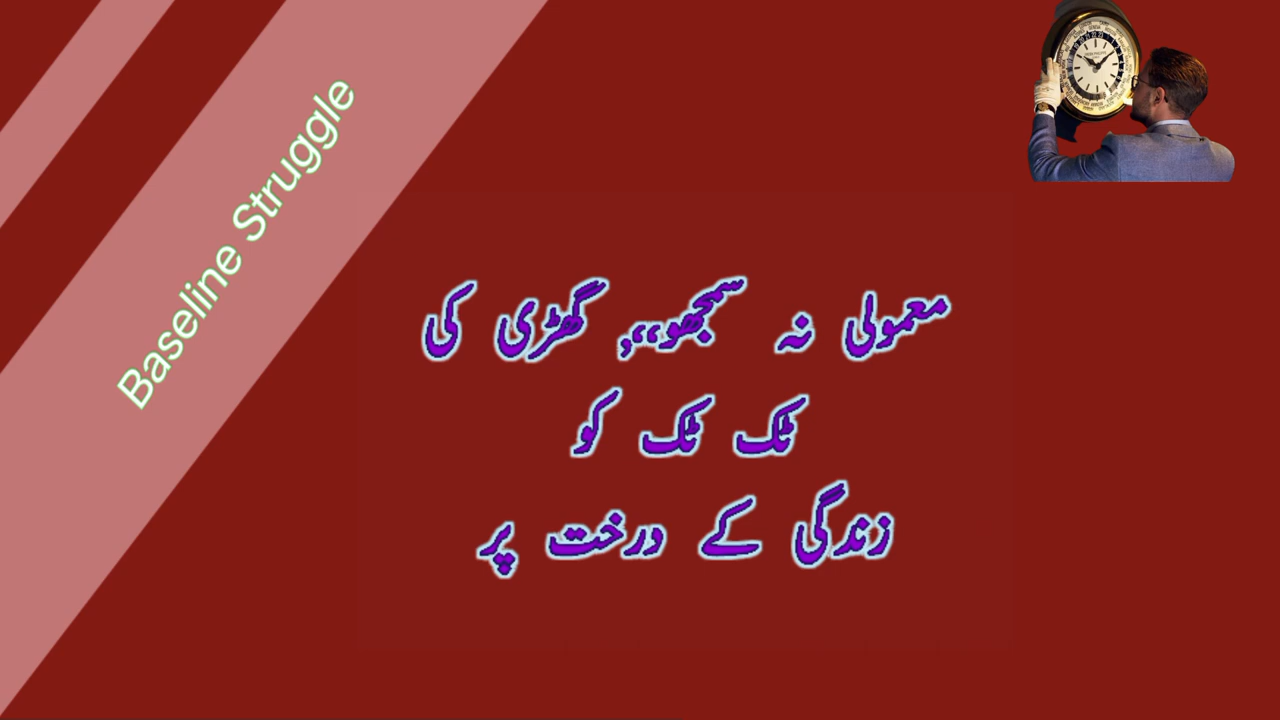 Baseline Struggle
معمولی نہ سمجھو،،, گھڑی کی
ٹک ٹک کو
زندگی کے درخت پر